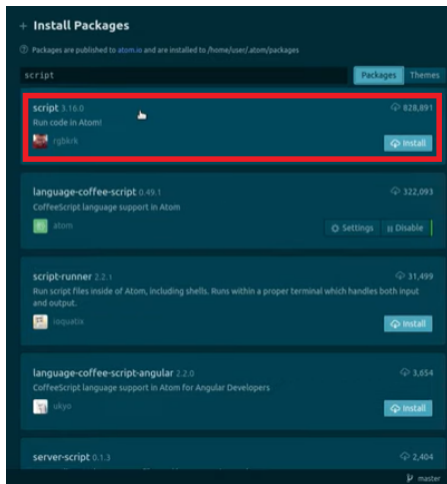 Install Packages
Packages are published to atom.io and are installed to /home/user/.atom/packages
script
Packages Themes
script 3.16.0 828,891
Run code in Atom!
rgbkrk
Install
language-coffee-script 0.49.1 322,093
CoffeeScript language support in Atom
atom
Settings Disable
script-runner 2.2.1 31,499
Run script files inside of Atom, including shells. Runs within a proper terminal which handles both input
and output.
ioquatix
Install
language-coffee-script-angular 2.2.0 3,654
CoffeeScript language support in Atom for Angular Developers
ukyo
Install
server-script 0.1.3 2,404
master